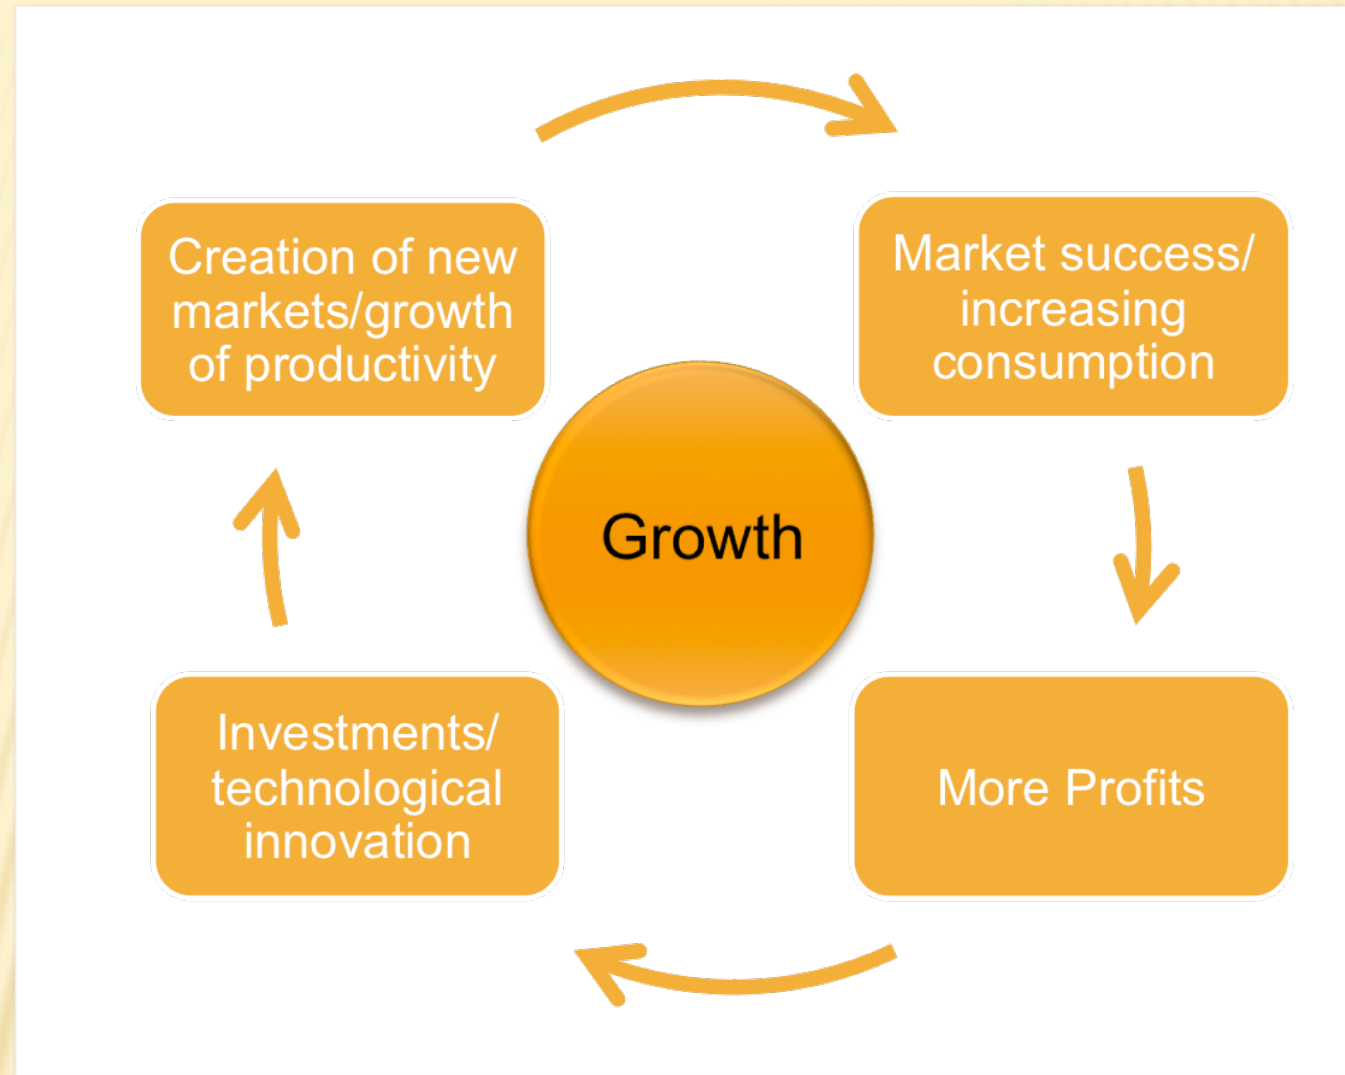 Creation of new
markets/growth
of productivity
Market success/
increasing
consumption
Growth
Investments/
technological
innovation
More Profits